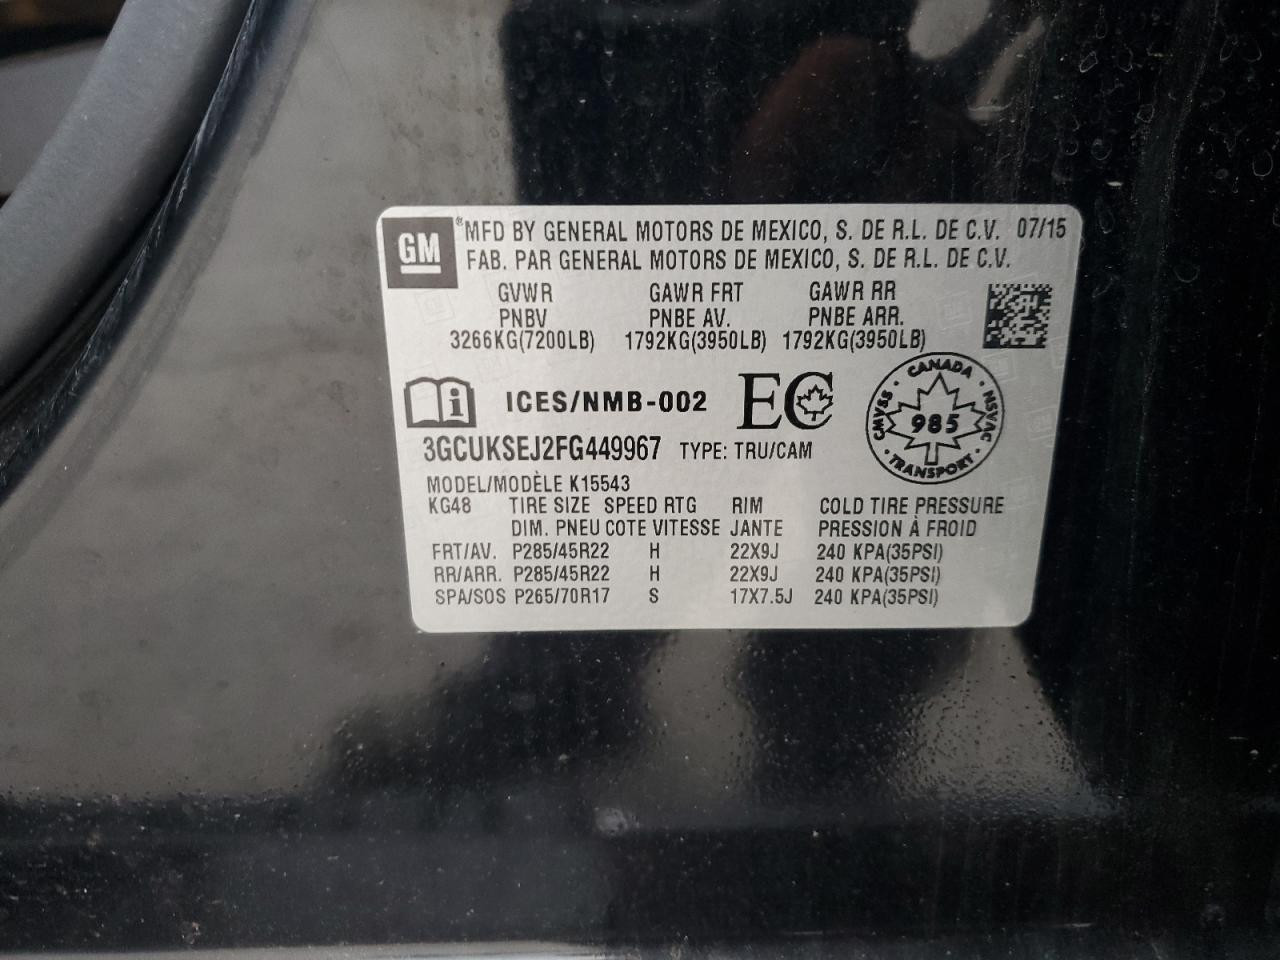 GM
® MFD BY GENERAL MOTORS DE MEXICO, S. DE R.L. DE C.V. 07/15
FAB. PAR GENERAL MOTORS DE MEXICO, S. DE R.L. DE C.V.
GVWR GAWR FRT GAWR RR
PNBV PNBE AV. PNBE ARR.
3266KG(7200LB) 1792KG(3950LB) 1792KG(3950LB)
i ICES/NMB-002 EC
CANADA
CMVSS 985 NSVAC
TRANSPORT
3GCUKSEJ2FG449967 TYPE: TRU/CAM
MODEL/MODÈLE K15543
KG48 TIRE SIZE SPEED RTG RIM COLD TIRE PRESSURE
DIM. PNEU COTE VITESSE JANTE PRESSION À FROID
FRT/AV. P285/45R22 H 22X9J 240 KPA(35PSI)
RR/ARR. P285/45R22 H 22X9J 240 KPA(35PSI)
SPA/SOS P265/70R17 S 17X7.5J 240 KPA(35PSI)